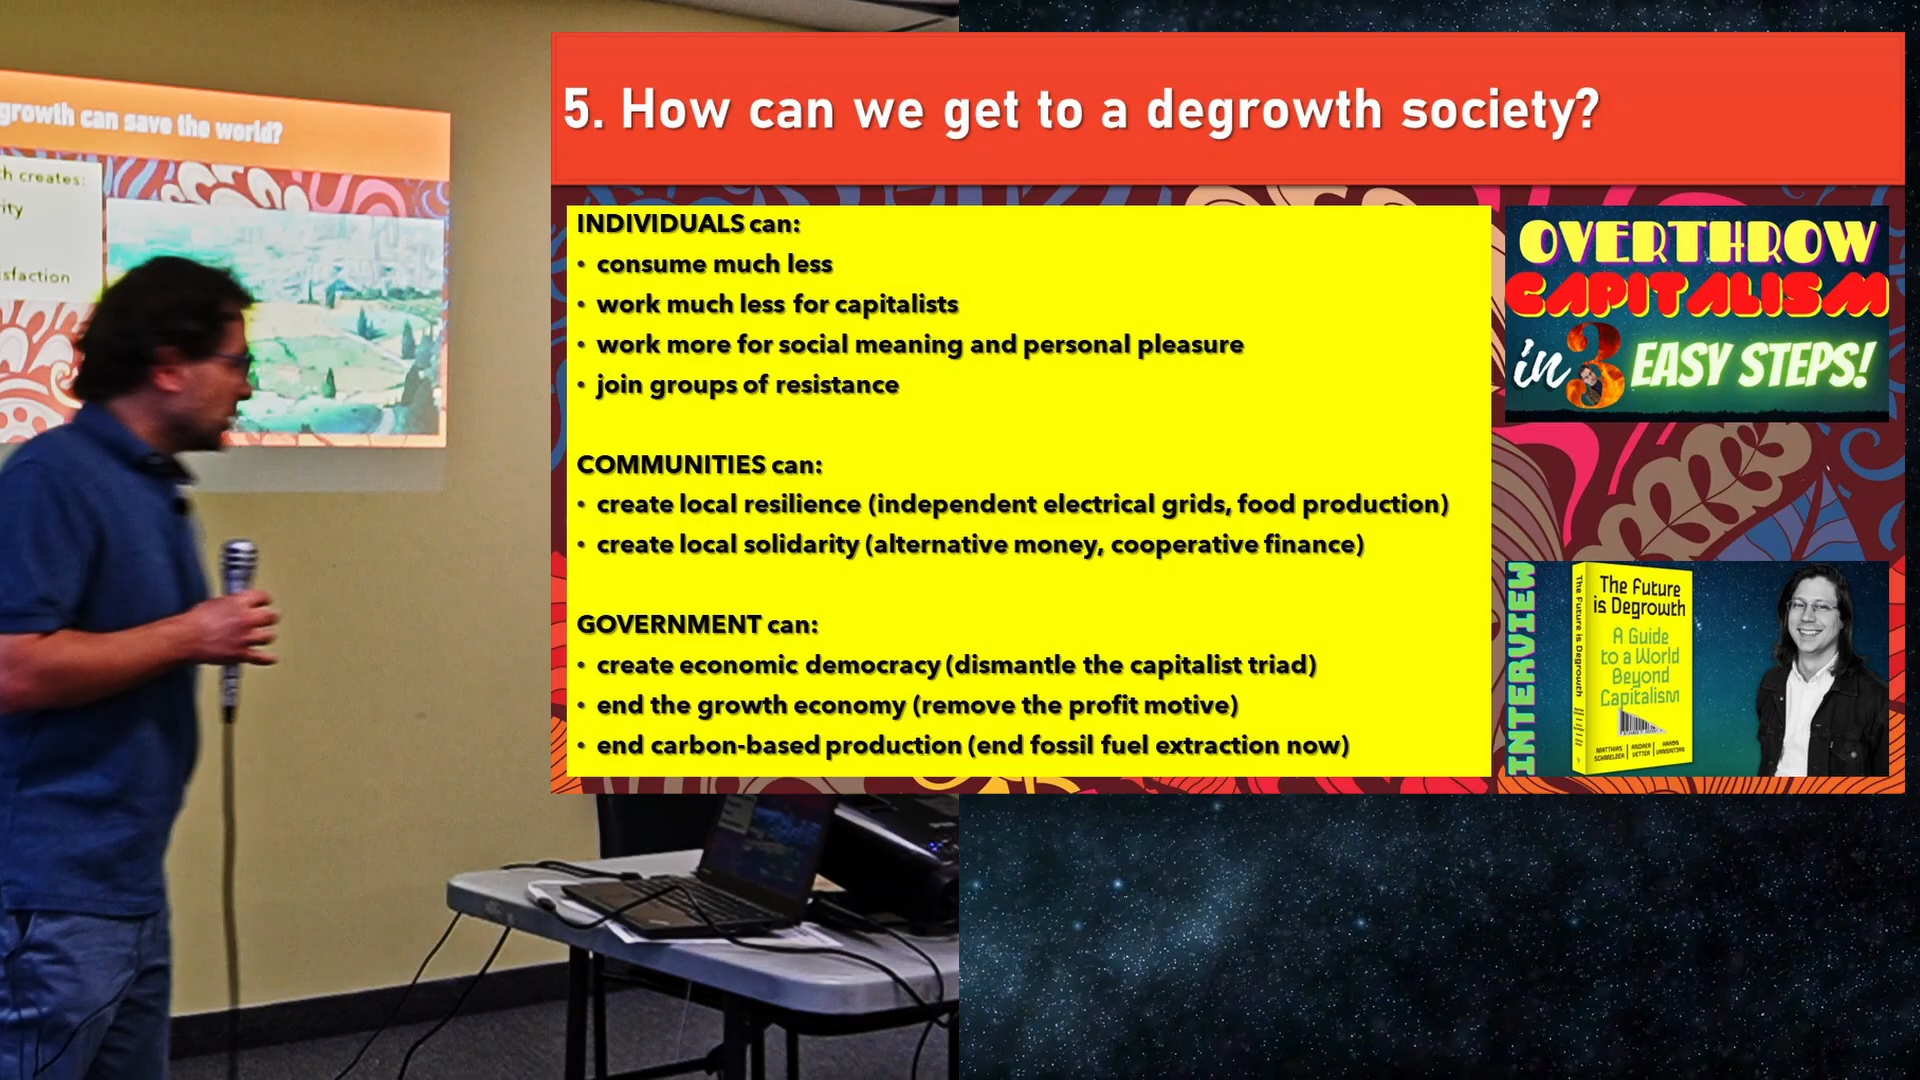 growth can save the world?
creates:
5. How can we get to a degrowth society?
INDIVIDUALS can:
• consume much less
• work much less for capitalists
• work more for social meaning and personal pleasure
• join groups of resistance
COMMUNITIES can:
• create local resilience (independent electrical grids, food production)
• create local solidarity (alternative money, cooperative finance)
GOVERNMENT can:
• create economic democracy (dismantle the capitalist triad)
• end the growth economy (remove the profit motive)
• end carbon-based production (end fossil fuel extraction now)
OVERTHROW
CAPITALISM
in 3 EASY STEPS!
INTERVIEW
The Future is Degrowth
The Future
is Degrowth
A Guide
to a World
Beyond
Capitalism
MATTHIAS SCHMELZER | ANDREA VETTER | AARON VANSINTJAN